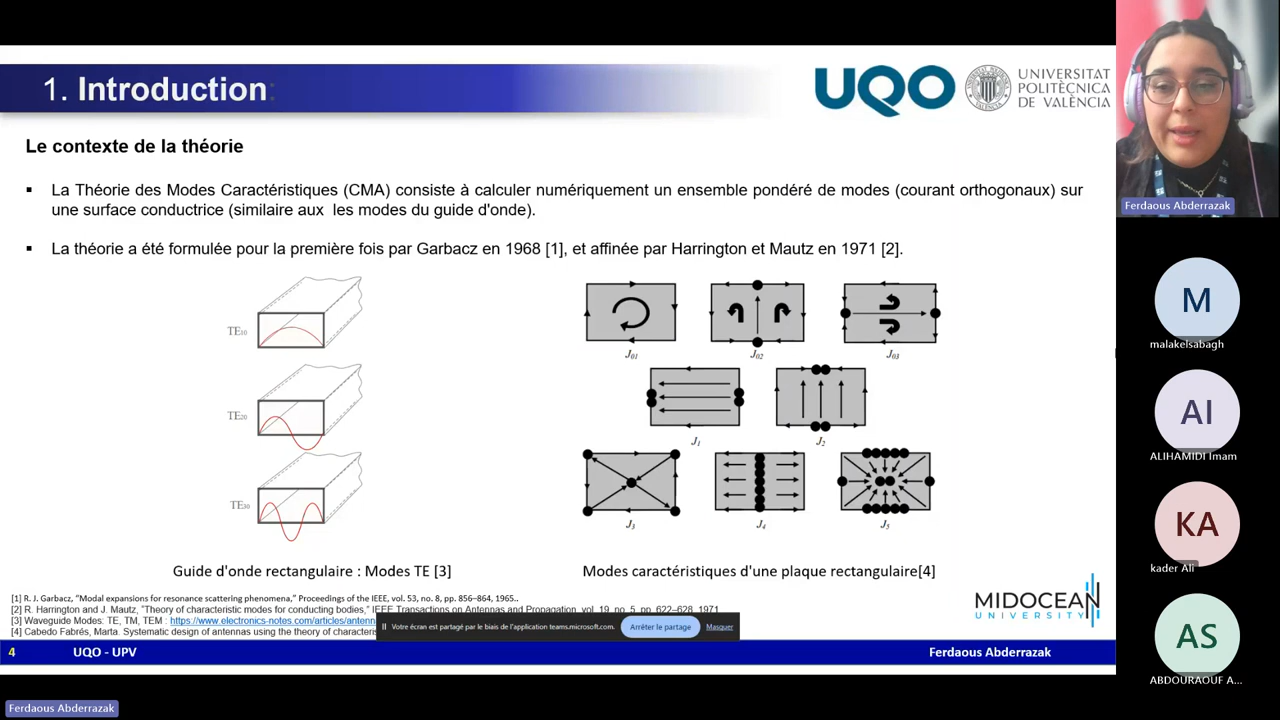 1. Introduction:
UQO
UNIVERSITAT
POLITÈCNICA
DE VALÈNCIA
Le contexte de la théorie
▪ La Théorie des Modes Caractéristiques (CMA) consiste à calculer numériquement un ensemble pondéré de modes (courant orthogonaux) sur
une surface conductrice (similaire aux les modes du guide d'onde).
▪ La théorie a été formulée pour la première fois par Garbacz en 1968 [1], et affinée par Harrington et Mautz en 1971 [2].
TE10
TE20
TE30
J01
J02
J03
J1
J2
J3
J4
J5
Guide d'onde rectangulaire : Modes TE [3]
Modes caractéristiques d'une plaque rectangulaire[4]
[1] R. J. Garbacz, "Modal expansions for resonance scattering phenomena," Proceedings of the IEEE, vol. 53, no. 8, pp. 856–864, 1965..
[2] R. Harrington and J. Mautz, "Theory of characteristic modes for conducting bodies," IEEE Transactions on Antennas and Propagation, vol. 19, no. 5, pp. 622–628, 1971
[3] Waveguide Modes: TE, TM, TEM : https://www.electronics-notes.com/articles/antenn
[4] Cabedo Fabrés, Marta. Systematic design of antennas using the theory of characteris
Votre écran est partagé par le biais de l'application teams.microsoft.com.
Arrêter le partage
Masquer
MIDOCEAN
UNIVERSITY
4
UQO - UPV
Ferdaous Abderrazak
Ferdaous Abderrazak
Ferdaous Abderrazak
M
malakelsabagh
AI
ALIHAMIDI Imam
KA
kader Ali
AS
ABDOURAOUF A...